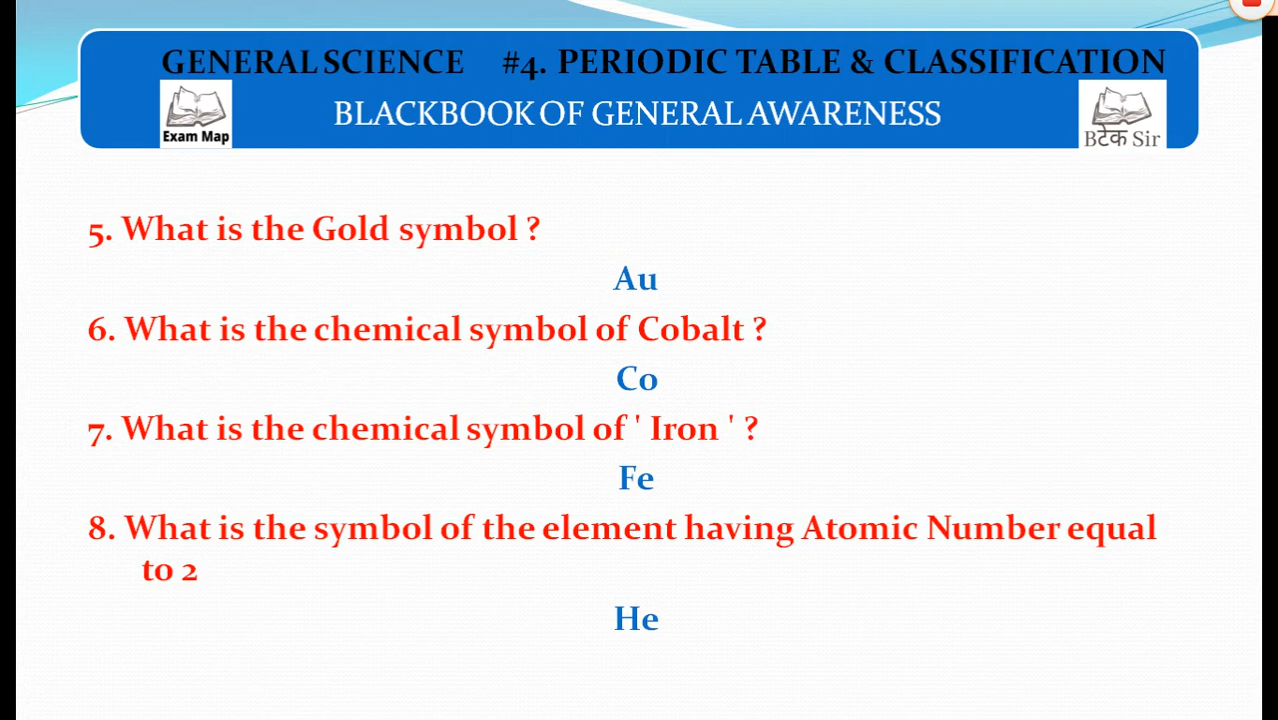 GENERAL SCIENCE #4. PERIODIC TABLE & CLASSIFICATION
BLACKBOOK OF GENERAL AWARENESS
Exam Map
Bटेक Sir
5. What is the Gold symbol ?
Au
6. What is the chemical symbol of Cobalt ?
Co
7. What is the chemical symbol of ' Iron ' ?
Fe
8. What is the symbol of the element having Atomic Number equal
to 2
He